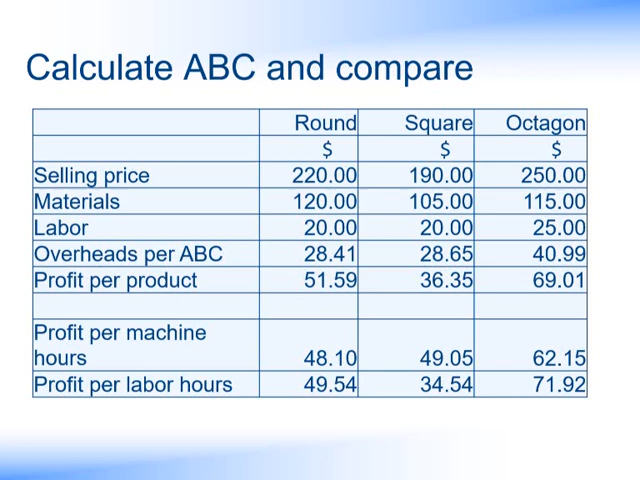 Calculate ABC and compare
Round Square Octagon
$ $ $
Selling price 220.00 190.00 250.00
Materials 120.00 105.00 115.00
Labor 20.00 20.00 25.00
Overheads per ABC 28.41 28.65 40.99
Profit per product 51.59 36.35 69.01
Profit per machine
hours 48.10 49.05 62.15
Profit per labor hours 49.54 34.54 71.92